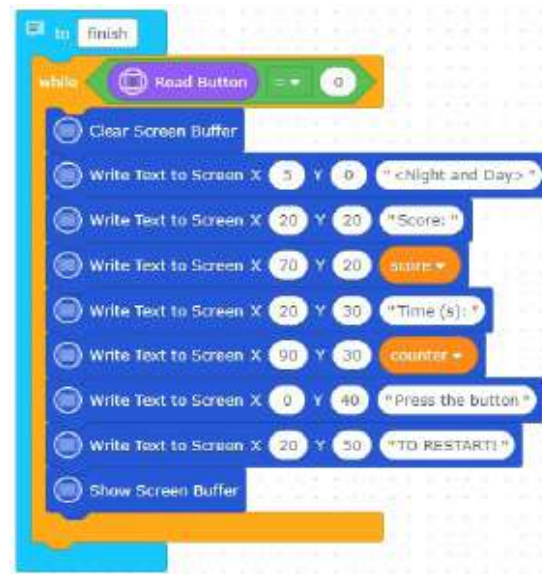 to finish
while Read Button = 0
Clear Screen Buffer
Write Text to Screen X 5 Y 0 "<Night and Day>"
Write Text to Screen X 20 Y 20 "Score: "
Write Text to Screen X 70 Y 20 score
Write Text to Screen X 20 Y 30 "Time (s): "
Write Text to Screen X 90 Y 30 counter
Write Text to Screen X 0 Y 40 "Press the button"
Write Text to Screen X 20 Y 50 "TO RESTART!"
Show Screen Buffer